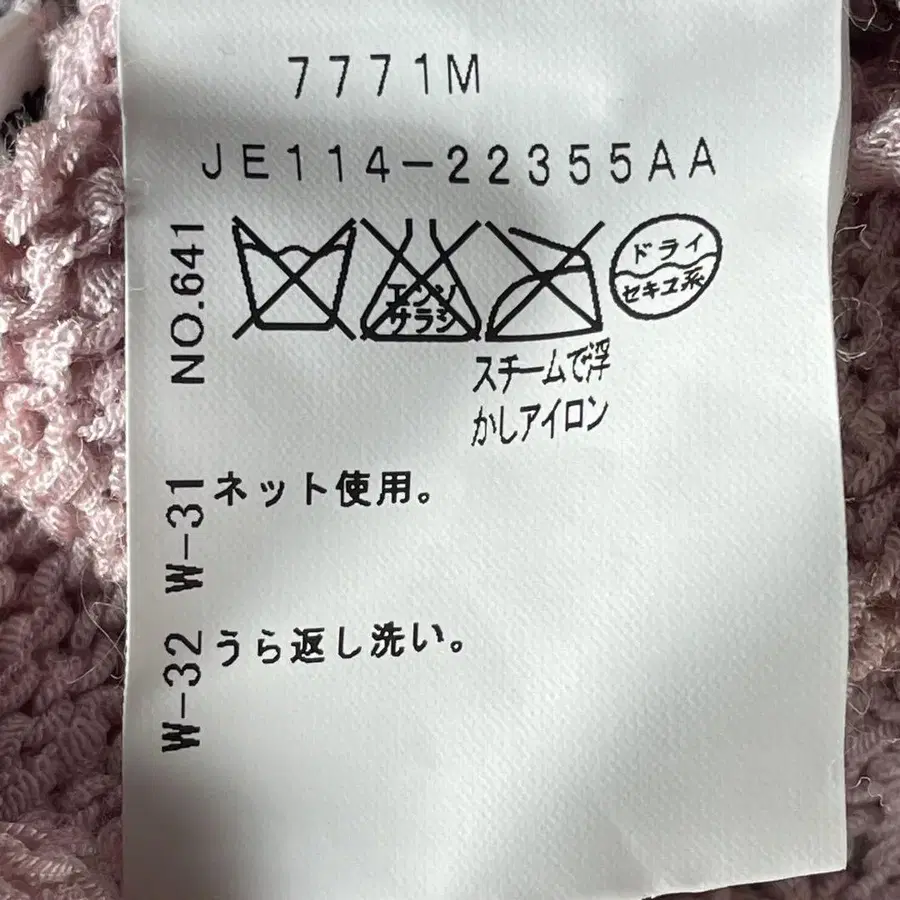 7771M
JE114-22355AA
NO.641
エンソ
サラシ
ドライ
セキユ系
スチームで浮
かしアイロン
W-31
ネット使用。
W-32
うら返し洗い。